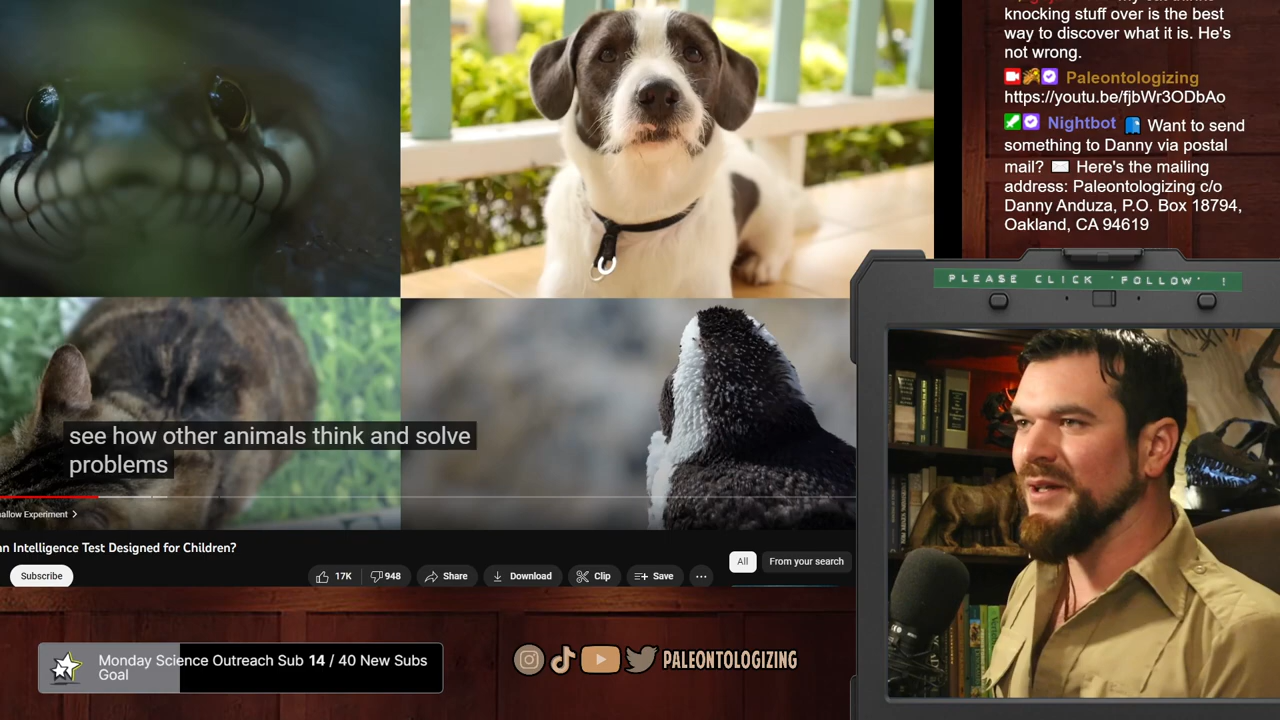 knocking stuff over is the best
way to discover what it is. He's
not wrong.
Paleontologizing
https://youtu.be/fjbWr3ODbAo
Nightbot Want to send
something to Danny via postal
mail? ✉️ Here's the mailing
address: Paleontologizing c/o
Danny Anduza, P.O. Box 18794,
Oakland, CA 94619
PLEASE CLICK 'FOLLOW' !
see how other animals think and solve
problems
allow Experiment >
an Intelligence Test Designed for Children?
Subscribe
17K
948
Share
Download
Clip
Save
...
All
From your search
Monday Science Outreach Sub 14 / 40 New Subs
Goal
PALEONTOLOGIZING